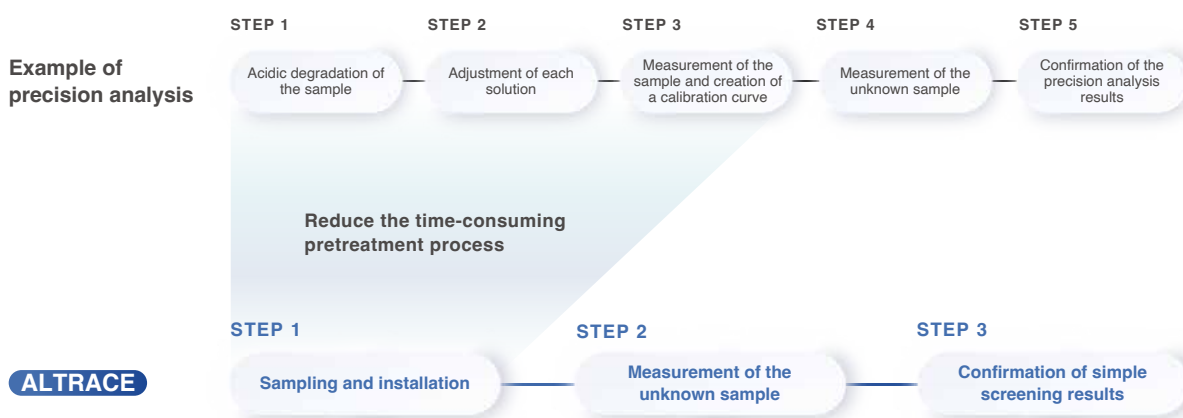 STEP 1
STEP 2
STEP 3
STEP 4
STEP 5
Example of
precision analysis
Acidic degradation of
the sample
Adjustment of each
solution
Measurement of the
sample and creation of
a calibration curve
Measurement of the
unknown sample
Confirmation of the
precision analysis
results
Reduce the time-consuming
pretreatment process
STEP 1
STEP 2
STEP 3
ALTRACE
Sampling and installation
Measurement of the
unknown sample
Confirmation of simple
screening results